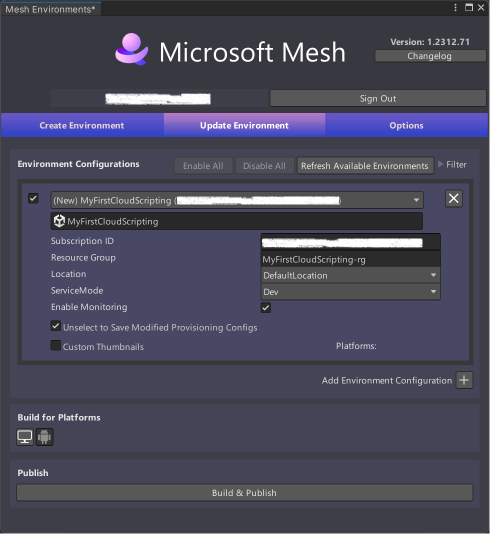 Mesh Environments*
Microsoft Mesh
Version: 1.2312.71
Changelog
Sign Out
Create Environment
Update Environment
Options
Environment Configurations
Enable All
Disable All
Refresh Available Environments
Filter
(New) MyFirstCloudScripting ( )
MyFirstCloudScripting
Subscription ID
Resource Group MyFirstCloudScripting-rg
Location DefaultLocation
ServiceMode Dev
Enable Monitoring
Unselect to Save Modified Provisioning Configs
Custom Thumbnails Platforms:
Add Environment Configuration
Build for Platforms
Publish
Build & Publish